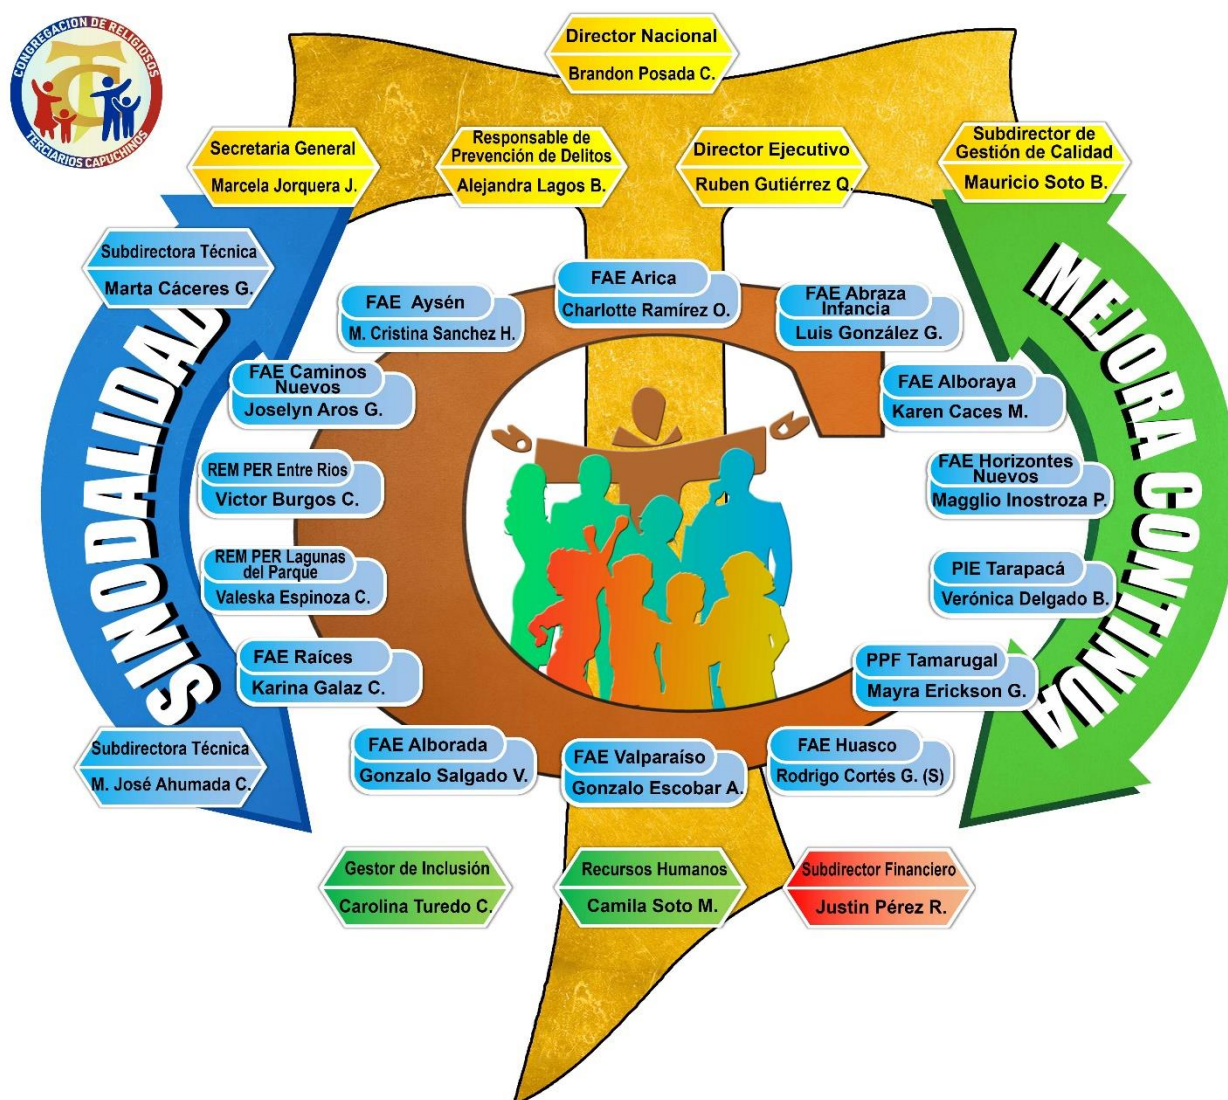 CONGREGACION DE RELIGIOSOS
TERCIARIOS CAPUCHINOS
Director Nacional
Brandon Posada C.
Secretaria General
Marcela Jorquera J.
Responsable de
Prevención de Delitos
Alejandra Lagos B.
Director Ejecutivo
Ruben Gutiérrez Q.
Subdirector de
Gestión de Calidad
Mauricio Soto B.
Subdirectora Técnica
Marta Cáceres G.
SINODALIDAD
MEJORA CONTINUA
FAE Aysén
M. Cristina Sanchez H.
FAE Arica
Charlotte Ramírez O.
FAE Abraza
Infancia
Luis González G.
FAE Caminos
Nuevos
Joselyn Aros G.
FAE Alboraya
Karen Caces M.
REM PER Entre Rios
Victor Burgos C.
FAE Horizontes
Nuevos
Magglio Inostroza P.
REM PER Lagunas
del Parque
Valeska Espinoza C.
PIE Tarapacá
Verónica Delgado B.
FAE Raíces
Karina Galaz C.
PPF Tamarugal
Mayra Erickson G.
Subdirectora Técnica
M. José Ahumada C.
FAE Alborada
Gonzalo Salgado V.
FAE Valparaíso
Gonzalo Escobar A.
FAE Huasco
Rodrigo Cortés G. (S)
Gestor de Inclusión
Carolina Turedo C.
Recursos Humanos
Camila Soto M.
Subdirector Financiero
Justin Pérez R.